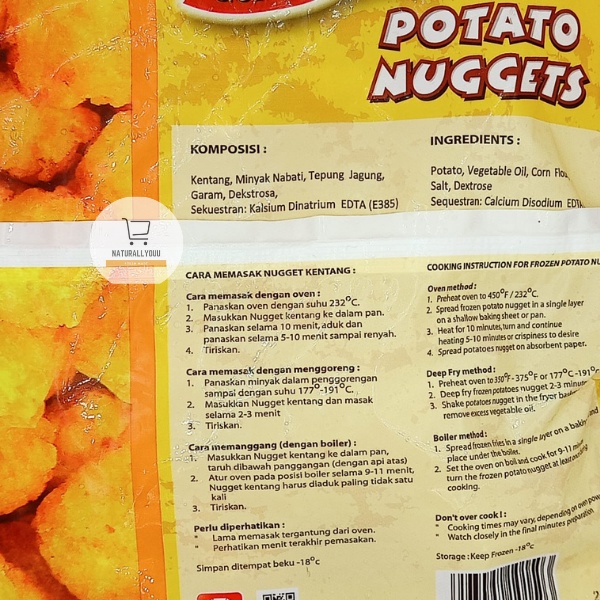 POTATO
NUGGETS
KOMPOSISI :
Kentang, Minyak Nabati, Tepung Jagung,
Garam, Dekstrosa,
Sekuestran: Kalsium Dinatrium EDTA (E385)
INGREDIENTS :
Potato, Vegetable Oil, Corn
Salt, Dextrose
Sequestran: Calcium Disodium
NATURALLYOUU
CARA MEMASAK NUGGET KENTANG :
Cara memasak dengan oven :
1. Panaskan oven dengan suhu 232°C.
2. Masukkan Nugget kentang ke dalam pan.
3. Panaskan selama 10 menit, aduk dan
panaskan selama 5-10 menit sampai renyah.
4. Tiriskan.
Cara memasak dengan menggoreng :
1. Panaskan minyak dalam penggorengan
sampai dengan suhu 177°-191°C.
2. Masukkan Nugget kentang dan masak
selama 2-3 menit
3. Tiriskan.
Cara memanggang (dengan boiler) :
1. Masukkan Nugget kentang ke dalam pan,
taruh dibawah panggangan (dengan api atas)
2. Atur oven pada posisi boiler selama 9-11 menit,
Nugget kentang harus diaduk paling tidak satu
kali
3. Tiriskan.
Perlu diperhatikan :
* Lama memasak tergantung dari oven.
* Perhatikan menit terakhir pemasakan.
Simpan ditempat beku -18°C
COOKING INSTRUCTION FOR FROZEN POTATO
Oven method :
1. Preheat oven to 450°F / 232°C.
2. Spread frozen potato nugget in a single layer
on a shallow baking sheet or pan.
3. Heat for 10 minutes, turn and continue
heating 5-10 minutes or crispiness to desire
4. Spread potatoes nugget on absorbent paper.
Deep Fry method :
1. Preheat oven to 350°F-375°F or 177°C-191°C
2. Deep fry frozen potatoes nugget 2-3 minutes
3. Shake potatoes nugget in the fryer
remove excess vegetable oil.
Boiler method :
1. Spread frozen fries in a single layer on a baking
place under the boiler.
2. Set the oven on boil and cook for 9-11
turn the frozen potato nugget at least
cooking.
Don't over cook ! :
* Cooking times may vary, depending on oven
* Watch closely in the final minutes preparation
Storage : Keep Frozen -18°C